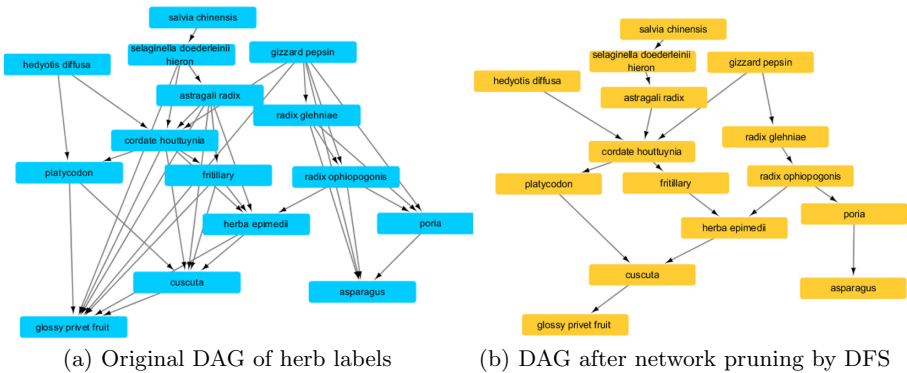 salvia chinensis
selaginella doederleinii
hieron
gizzard pepsin
hedyotis diffusa
astragali radix
radix glehniae
cordate houttuynia
platycodon
fritillary
radix ophiopogonis
herba epimedii
poria
cuscuta
asparagus
glossy privet fruit
(a) Original DAG of herb labels
salvia chinensis
selaginella doederleinii
hieron
gizzard pepsin
hedyotis diffusa
astragali radix
radix glehniae
cordate houttuynia
platycodon
fritillary
radix ophiopogonis
poria
herba epimedii
cuscuta
asparagus
glossy privet fruit
(b) DAG after network pruning by DFS